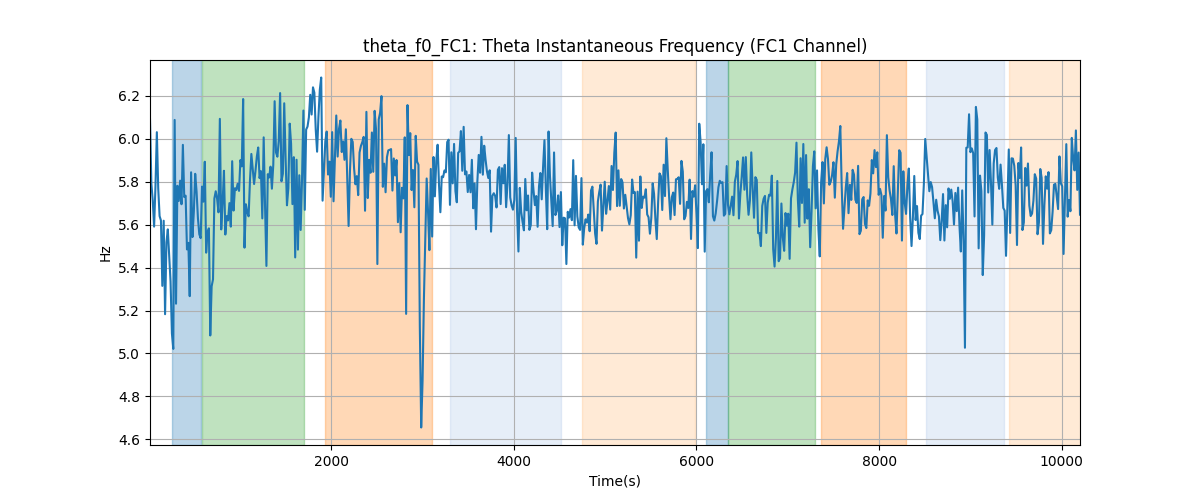 theta_f0_FC1: Theta Instantaneous Frequency (FC1 Channel)
Hz
6.2
6.0
5.8
5.6
5.4
5.2
5.0
4.8
4.6
2000 4000 6000 8000 10000
Time(s)